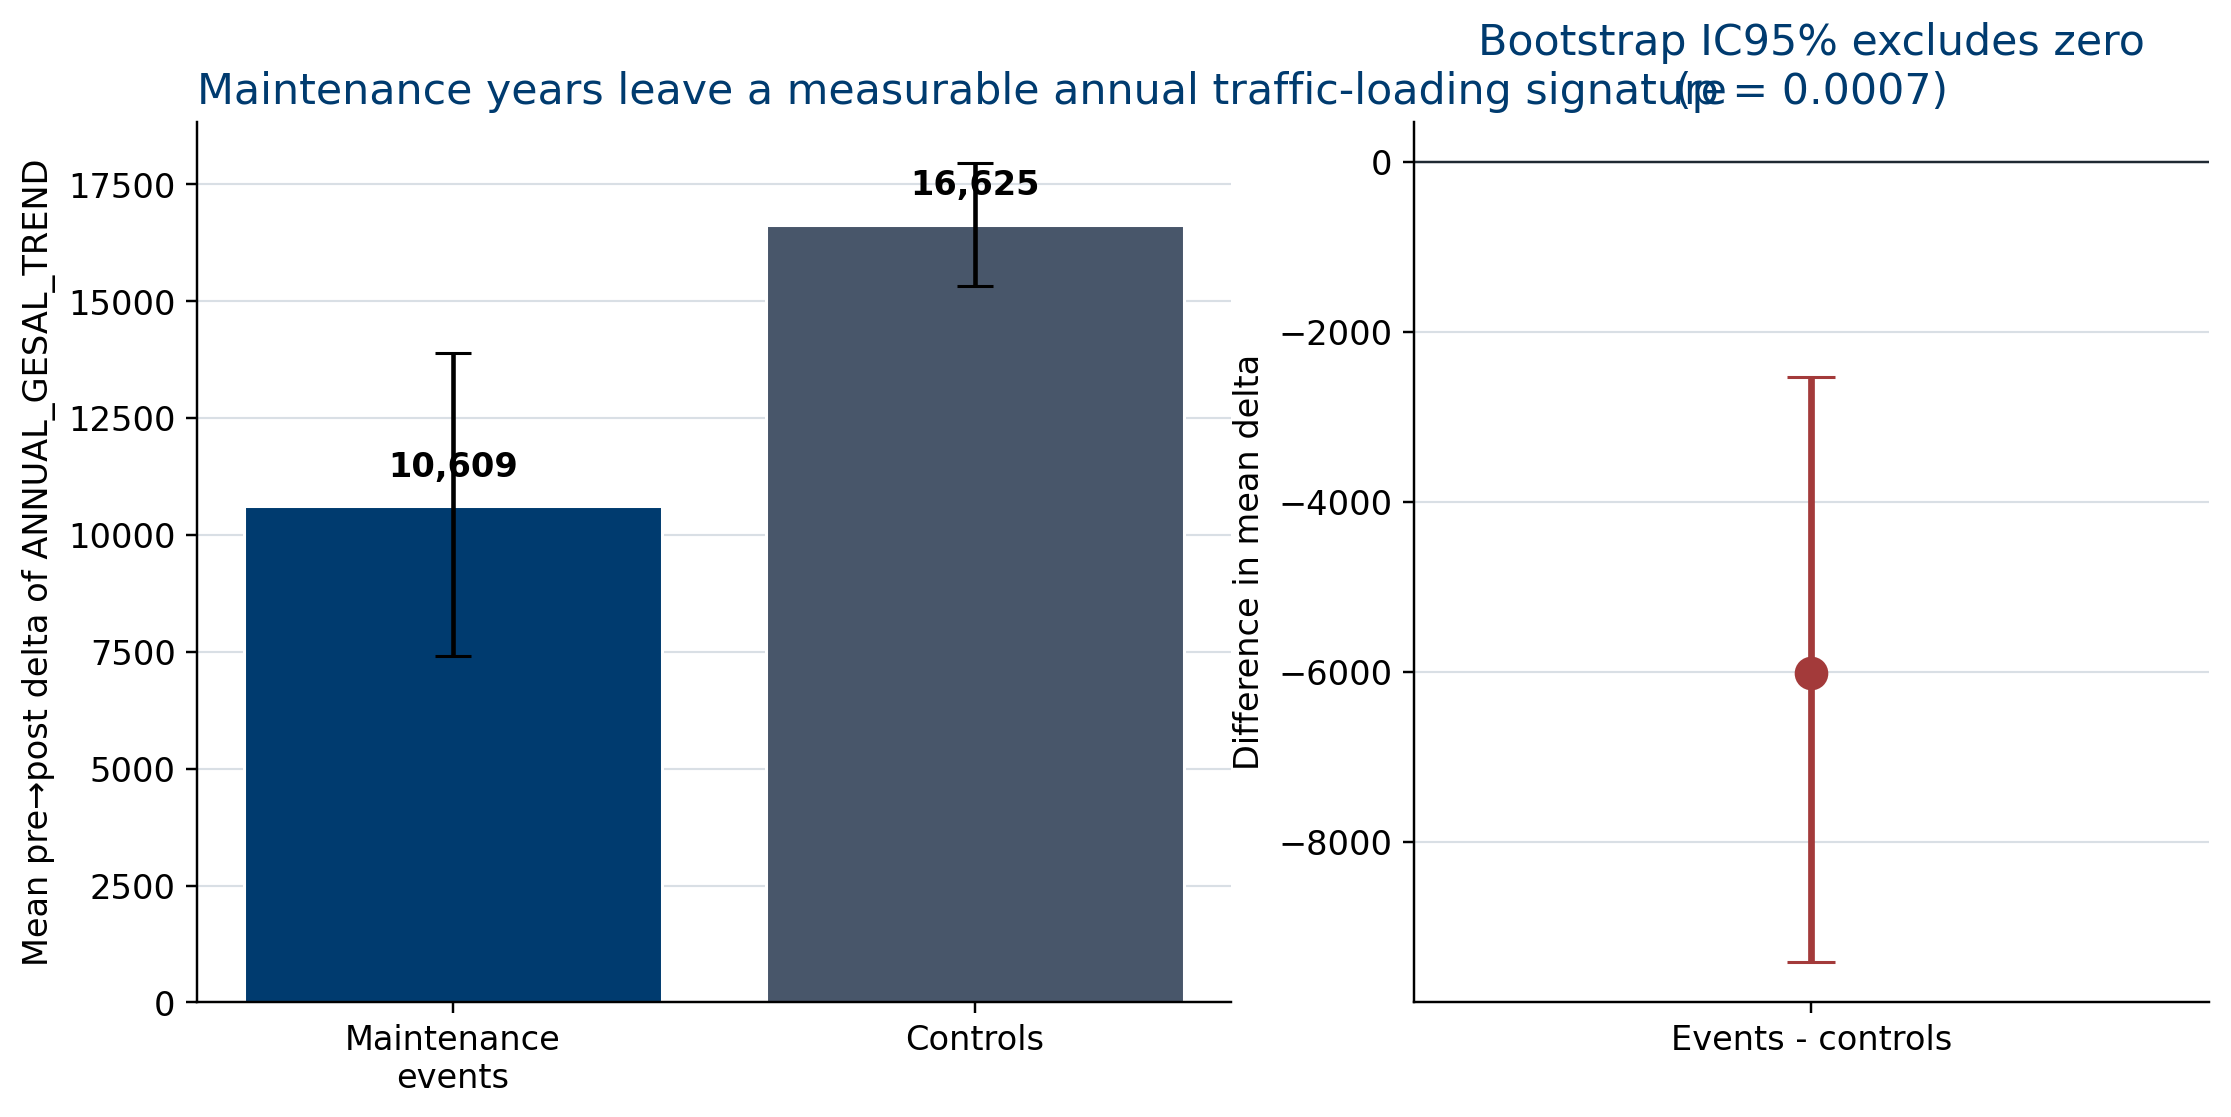 Maintenance years leave a measurable annual traffic-loading signature
Mean pre→post delta of ANNUAL_GESAL_TREND
17500
15000
12500
10000
7500
5000
2500
0
10,609
16,625
Maintenance
events
Controls
Bootstrap IC95% excludes zero
(p = 0.0007)
Difference in mean delta
0
−2000
−4000
−6000
−8000
Events - controls